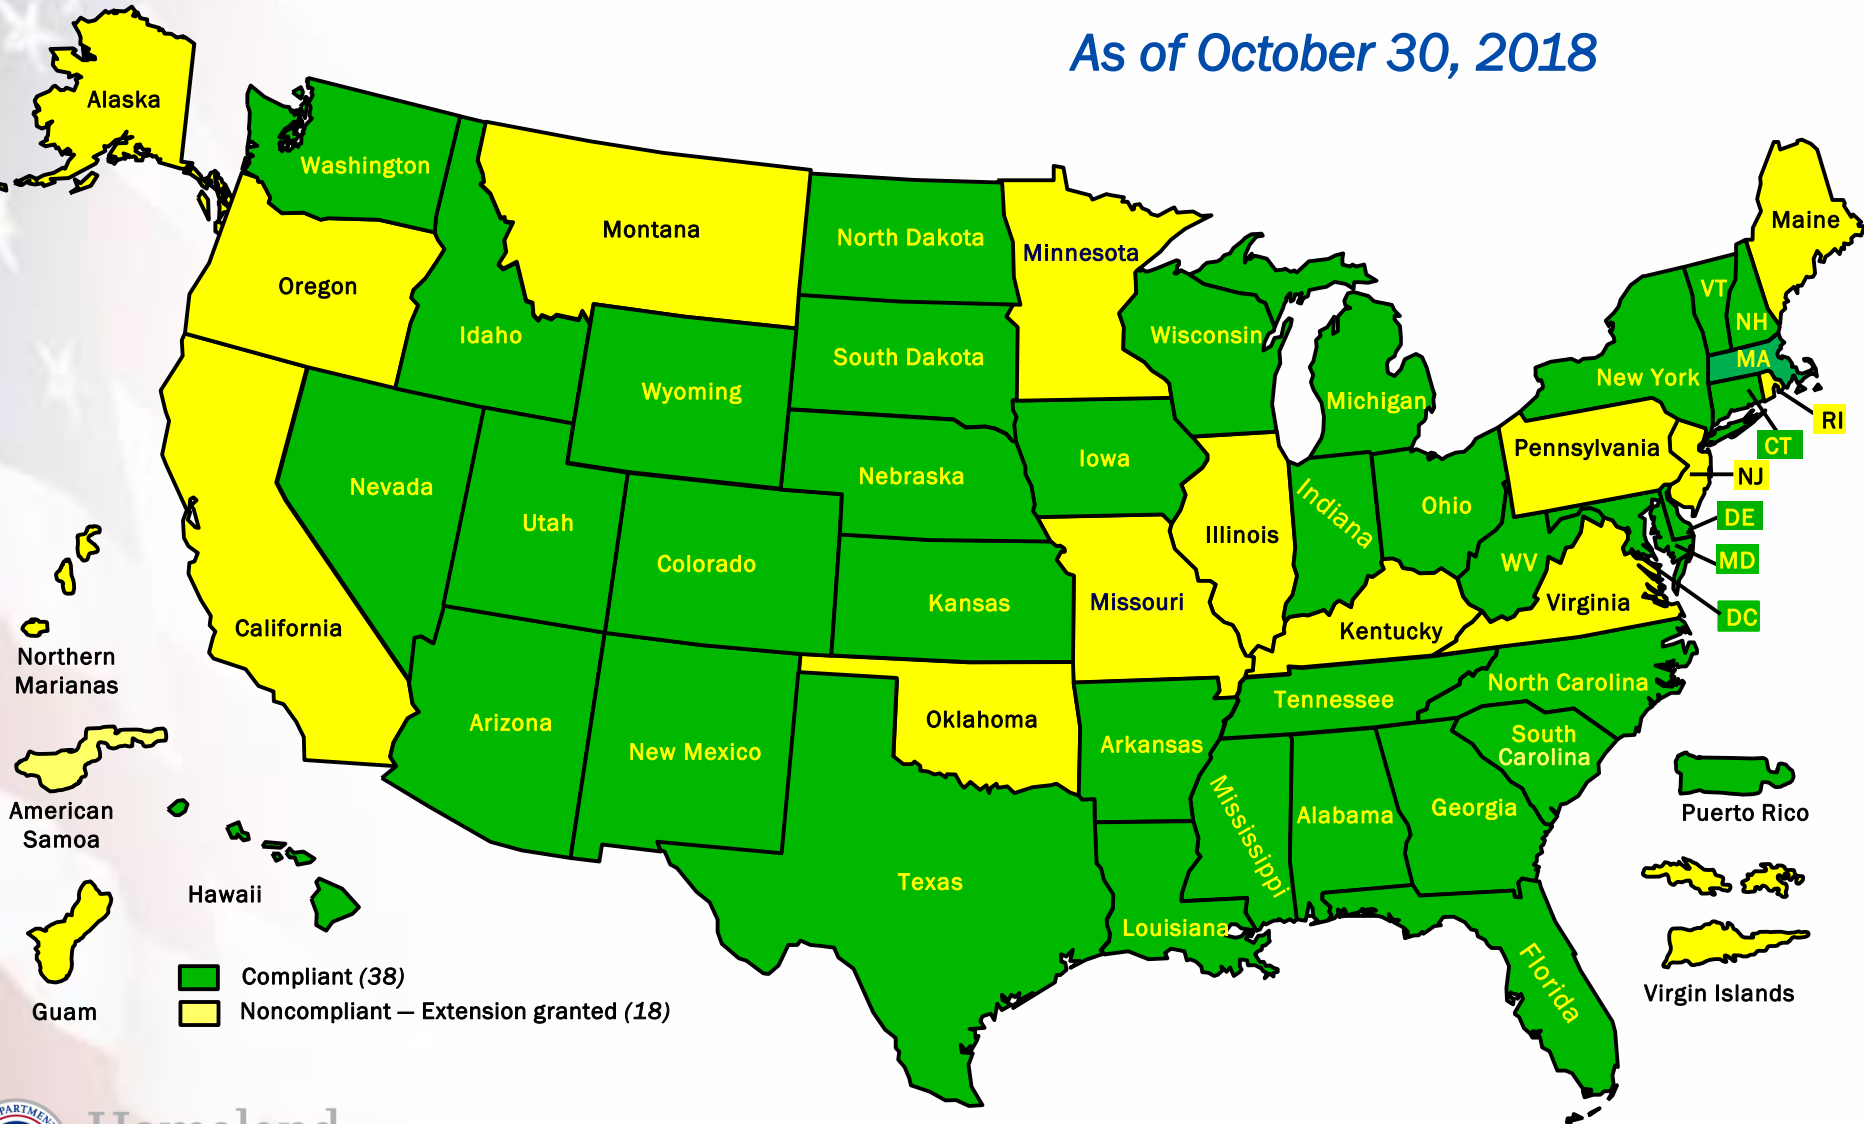 As of October 30, 2018
Alaska
Washington
Montana
North Dakota
Minnesota
Maine
Oregon
Idaho
VT
NH
Wisconsin
South Dakota
MA
New York
Wyoming
Michigan
RI
CT
Pennsylvania
Iowa
Nebraska
NJ
Nevada
Indiana
Ohio
DE
Utah
Illinois
MD
Colorado
WV
Kansas
Missouri
Virginia
DC
California
Kentucky
Northern
Marianas
North Carolina
Tennessee
Oklahoma
Arizona
South
Carolina
Arkansas
New Mexico
American
Samoa
Mississippi
Alabama
Georgia
Puerto Rico
Texas
Hawaii
Louisiana
Florida
Virgin Islands
Guam
Compliant (38)
Noncompliant — Extension granted (18)